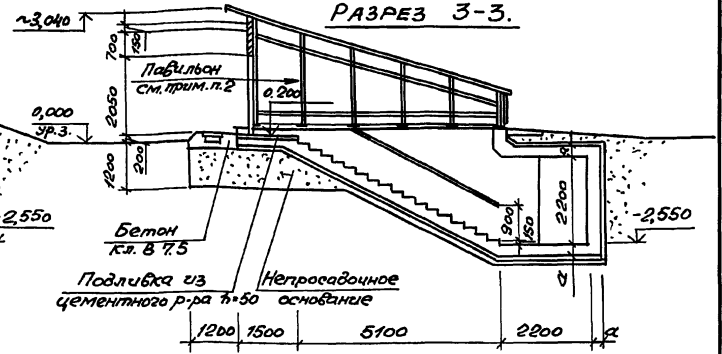 РАЗРЕЗ 3-3.
~3,040
700
150
Павильон
см. прим. п.2
0.200
2050
0,000
ур.з.
1200
200
2200
900
150
-2,550
-2,550
Бетон
кл. В 7.5
Подливка из
цементного р-ра h=50
Непросадочное
основание
а
а
1200
1500
5100
2200
а